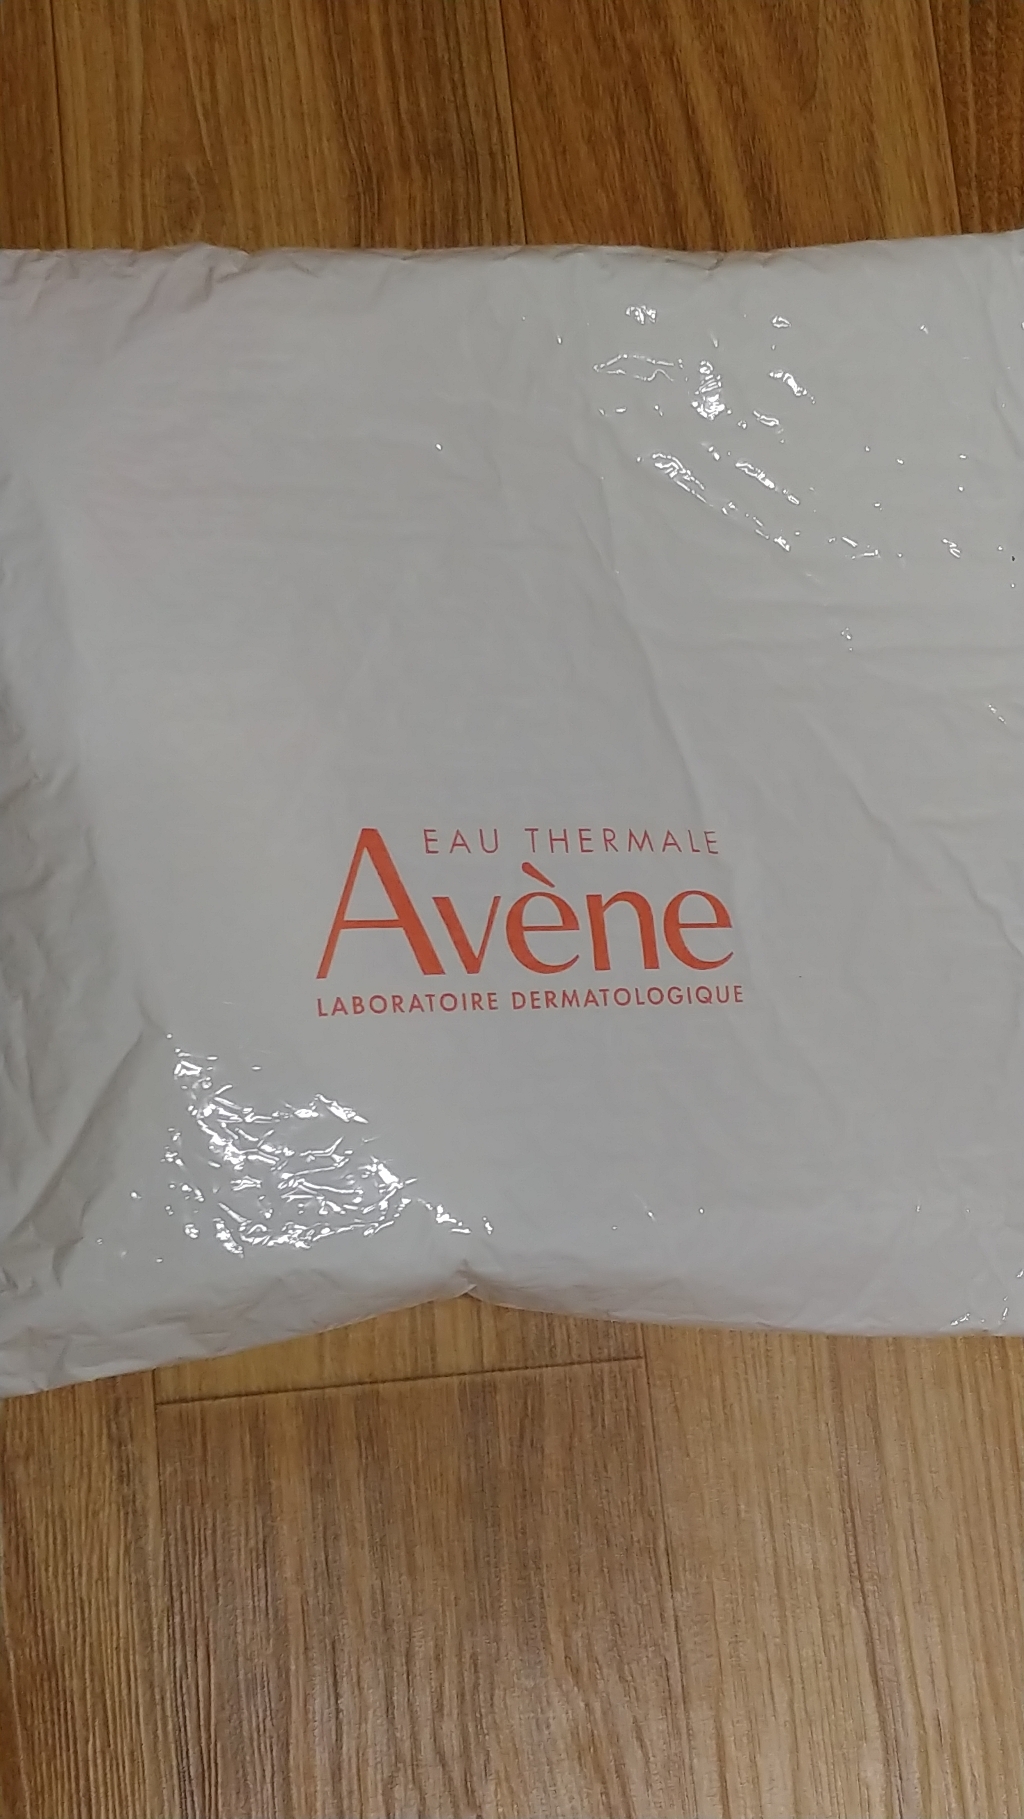 EAU THERMALE
Avène
LABORATOIRE DERMATOLOGIQUE